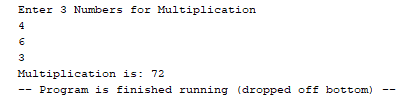 Enter 3 Numbers for Multiplication
4
6
3
Multiplication is: 72
-- Program is finished running (dropped off bottom) --